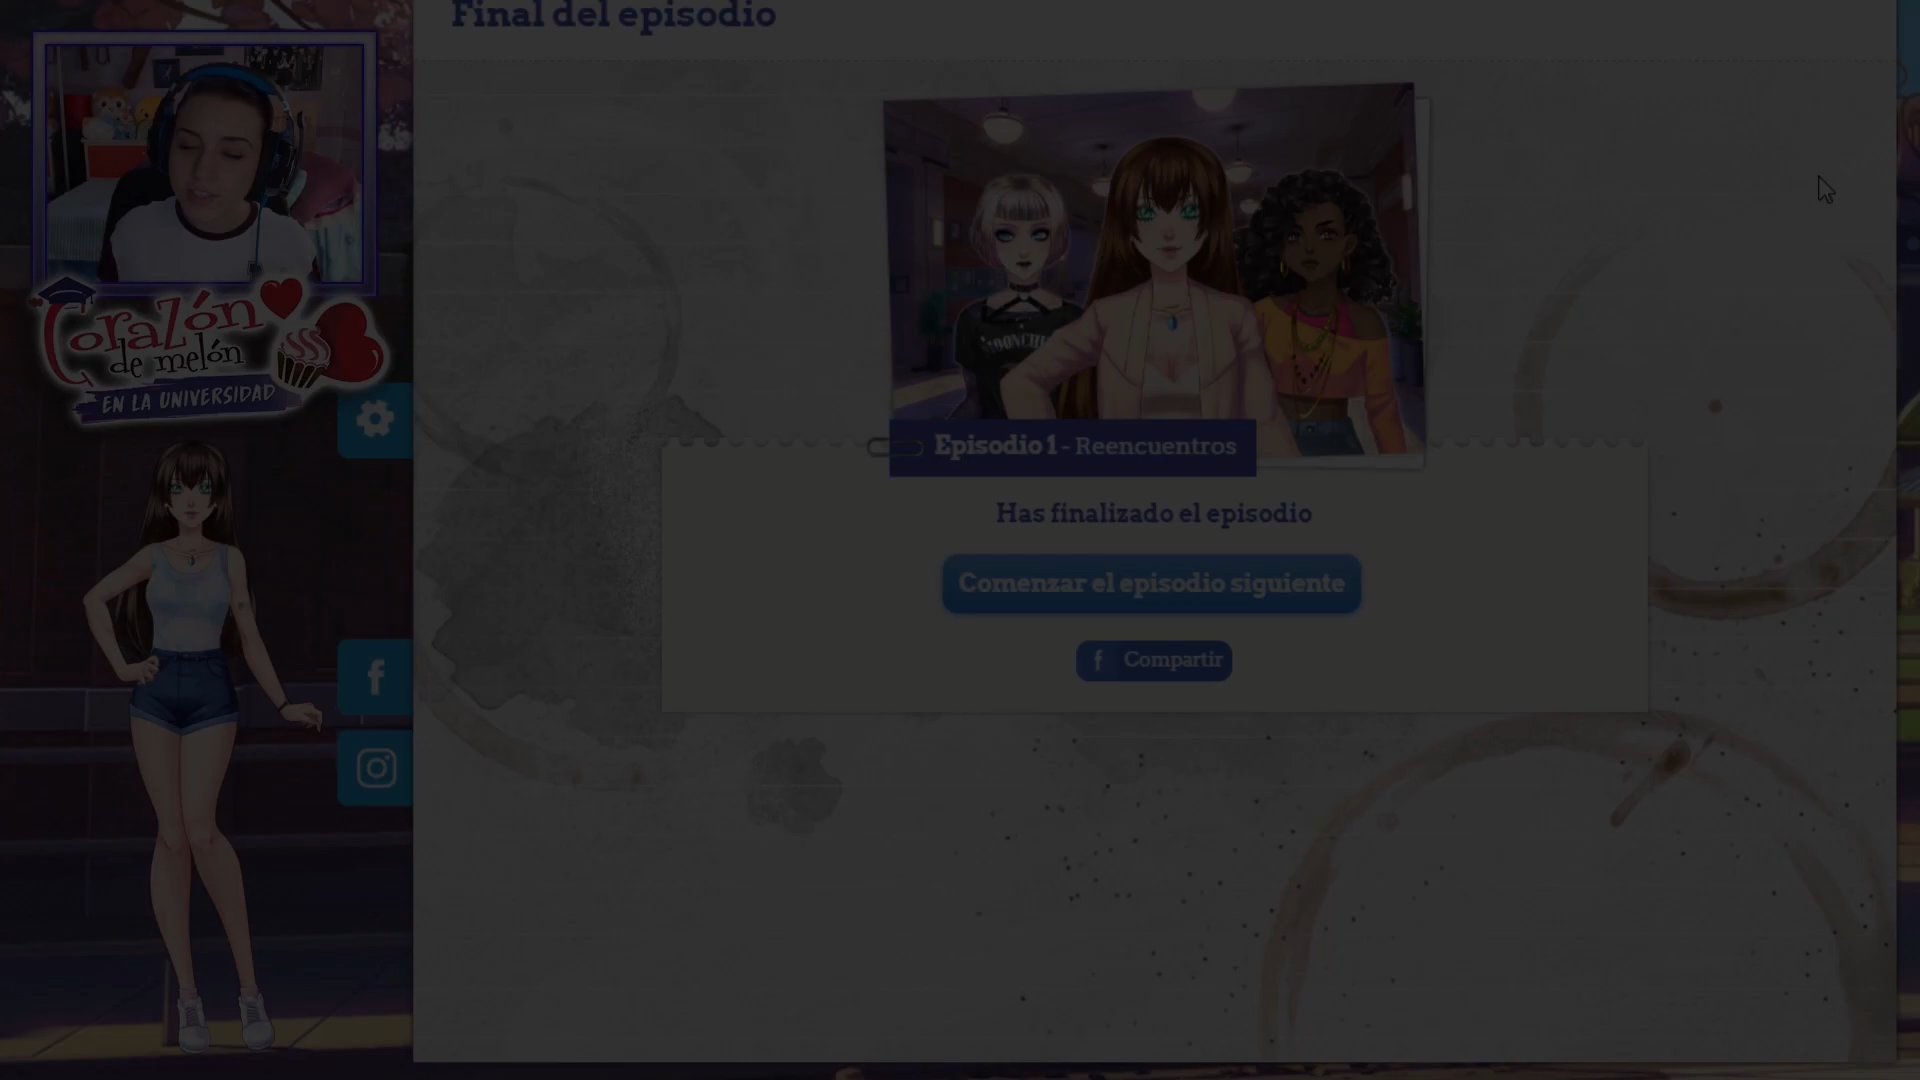 Final del episodio
Corazón
de melón
EN LA UNIVERSIDAD
MOONCHI
Episodio 1 - Reencuentros
Has finalizado el episodio
Comenzar el episodio siguiente
f Compartir